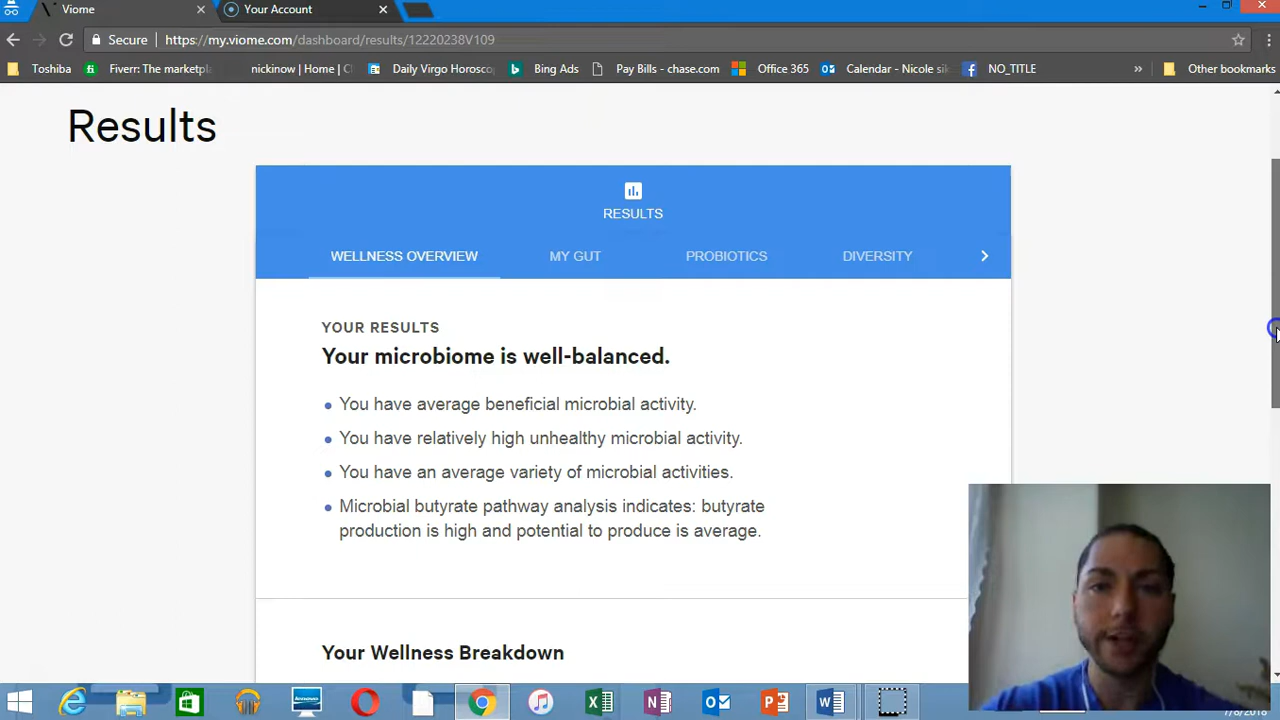 Viome
Your Account
Secure https://my.viome.com/dashboard/results/12220238V109
Toshiba Fiverr: The marketpl nickinow | Home | C Daily Virgo Horosco Bing Ads Pay Bills - chase.com Office 365 Calendar - Nicole sik NO_TITLE » Other bookmarks
Results
RESULTS
WELLNESS OVERVIEW MY GUT PROBIOTICS DIVERSITY
YOUR RESULTS
Your microbiome is well-balanced.
You have average beneficial microbial activity.
You have relatively high unhealthy microbial activity.
You have an average variety of microbial activities.
Microbial butyrate pathway analysis indicates: butyrate
production is high and potential to produce is average.
Your Wellness Breakdown
7/8/2018